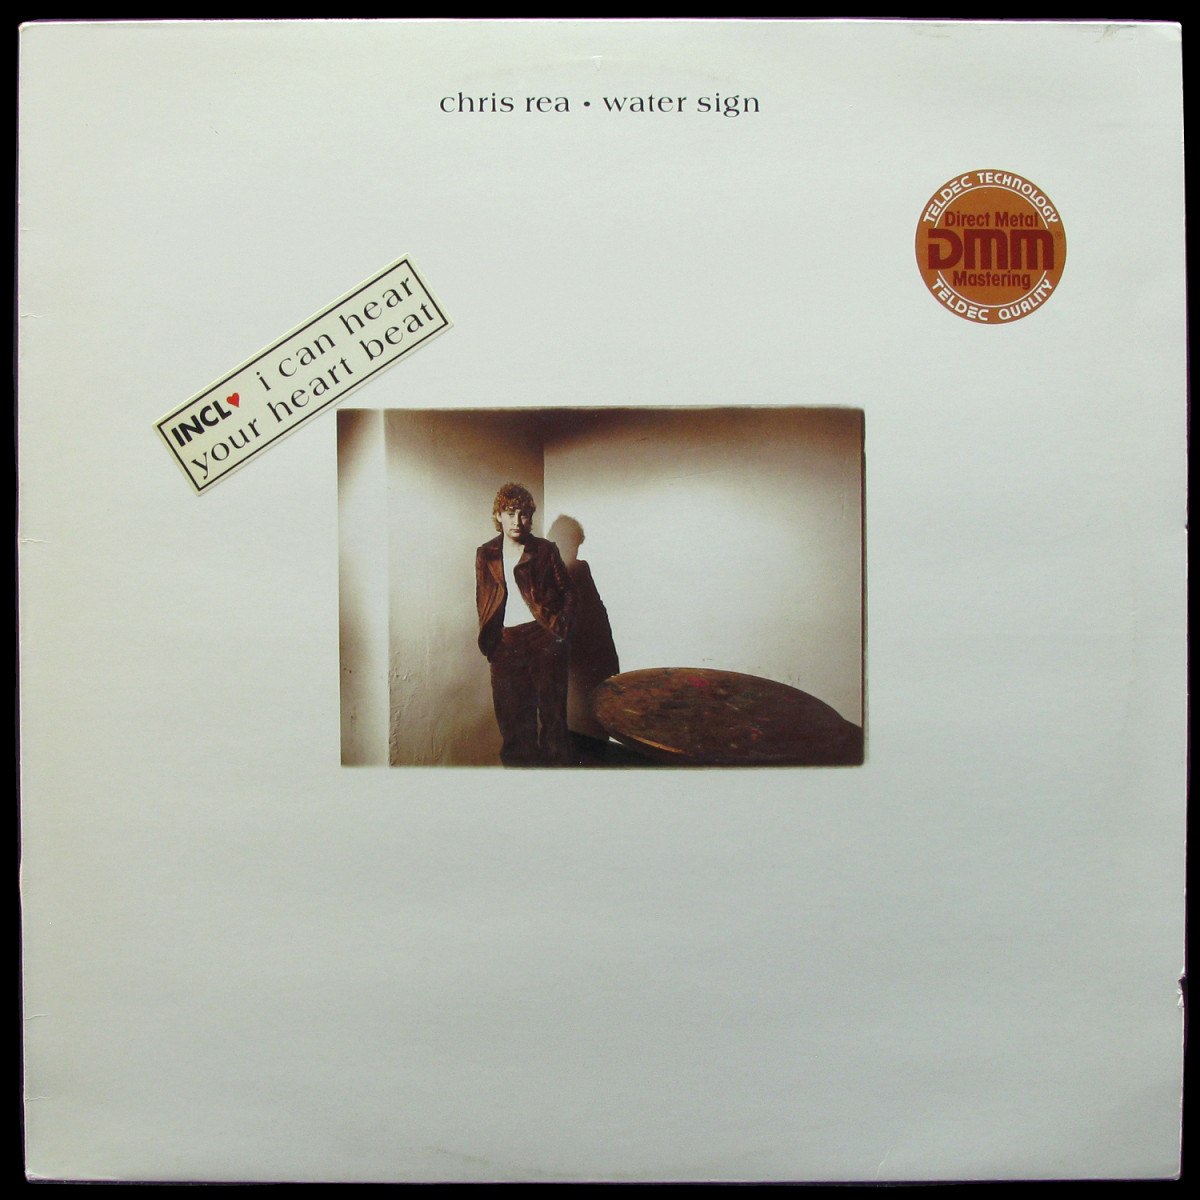 chris rea • water sign
TELDEC TECHNOLOGY
Direct Metal
DMM
Mastering
TELDEC QUALITY
INCL♥ i can hear
your heart beat